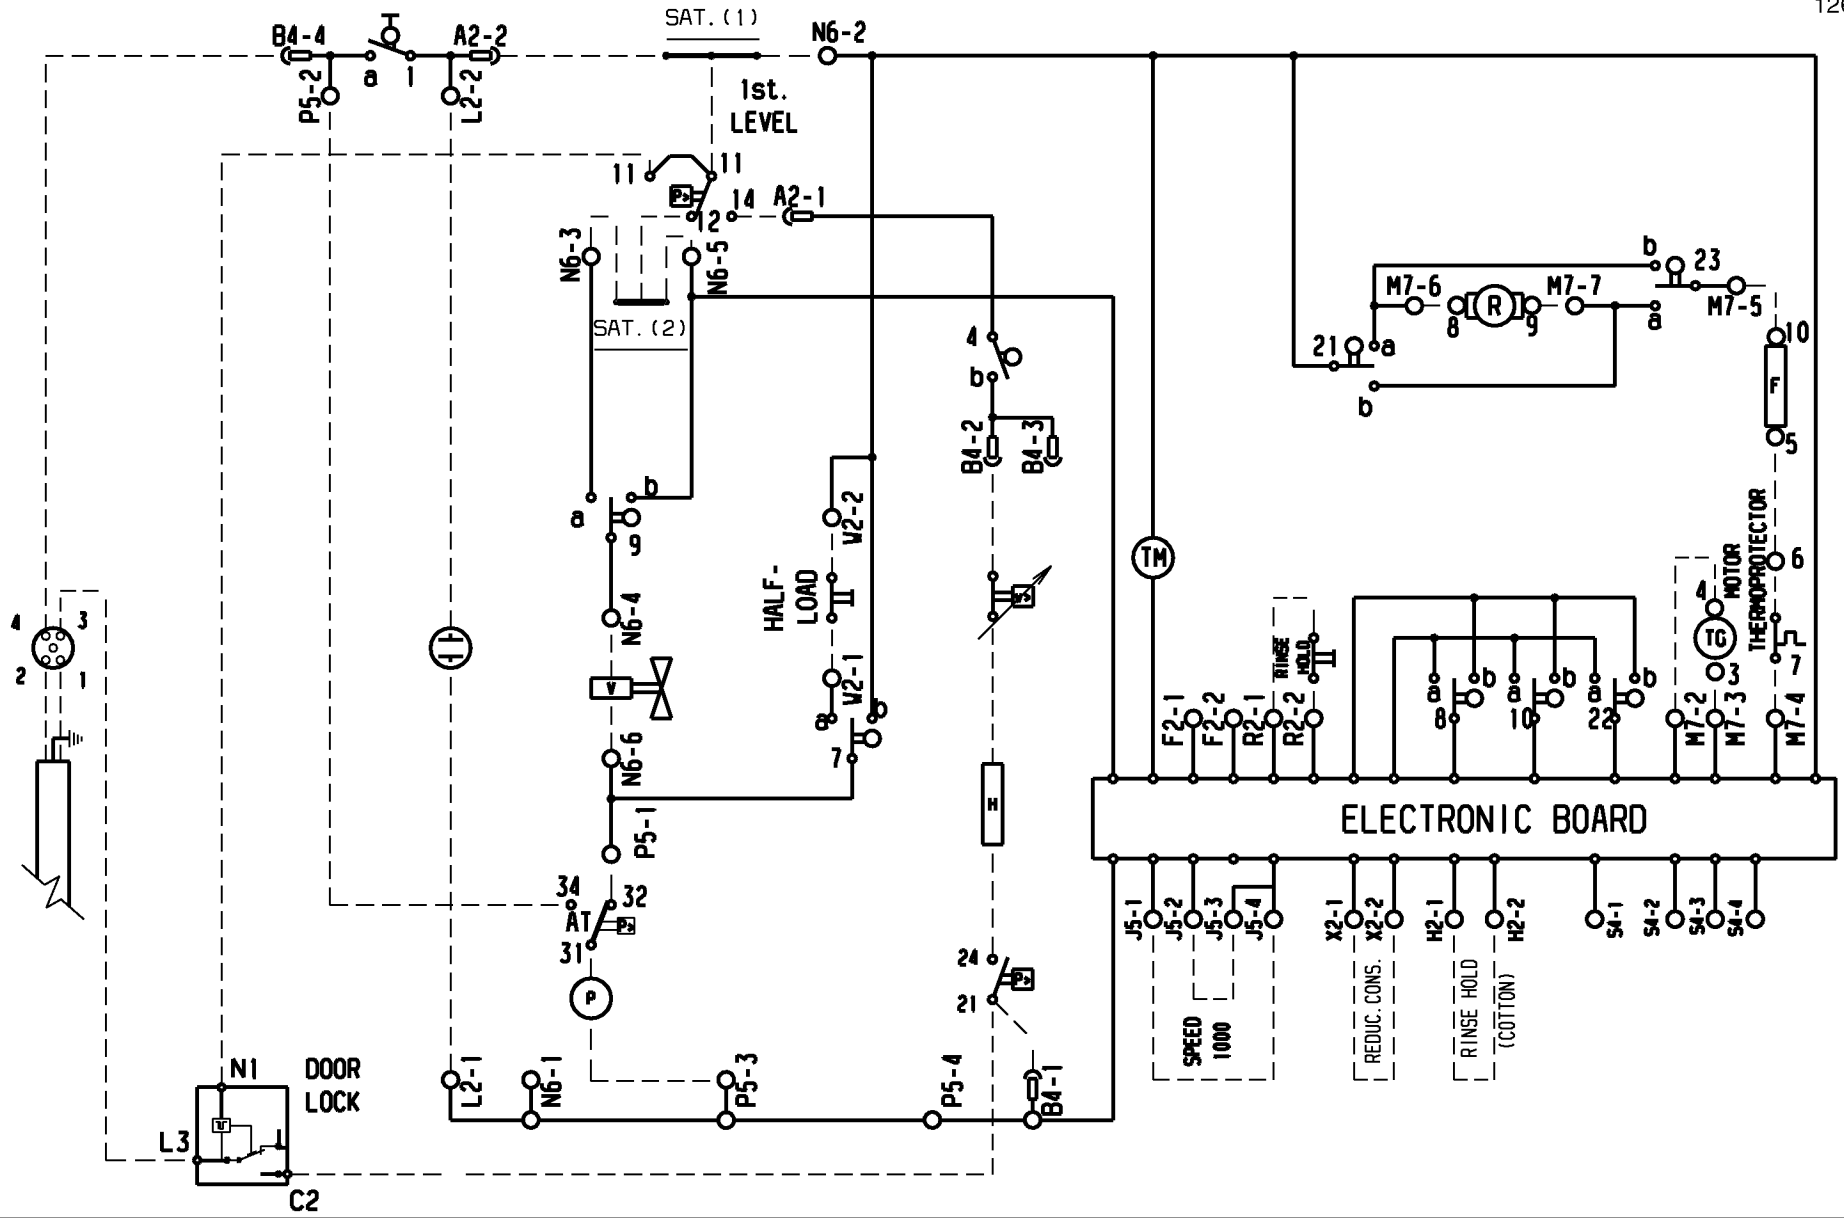 SAT.(1)
126
B4-4
A2-2
N6-2
a
1
P5-2
L2-2
1st.
LEVEL
11
11
P>
12
14
A2-1
N6-3
N6-5
SAT.(2)
b
23
M7-6
M7-7
M7-5
8
R
9
a
10
21
a
b
F
5
4
b
B4-2
B4-3
a
b
9
W2-2
HALF-
LOAD
TM
THERMOPROTECTOR
MOTOR
6
4
3
2
1
N6-4
V
W2-1
a
b
7
N6-6
RINSE
HOLD
4
TG
3
7
a
b
a
b
a
b
8
10
22
F2-1
F2-2
R2-1
R2-2
M7-2
M7-3
M7-4
P5-1
H
ELECTRONIC BOARD
34
32
AT
P>
31
P
J5-1
J5-2
J5-3
J5-4
X2-1
X2-2
H2-1
H2-2
S4-1
S4-2
S4-3
S4-4
24
P>
21
SPEED
1000
REDUC.CONS.
RINSE HOLD
(COTTON)
N1
DOOR
LOCK
L3
C2
L2-1
N6-1
P5-3
P5-4
B4-1